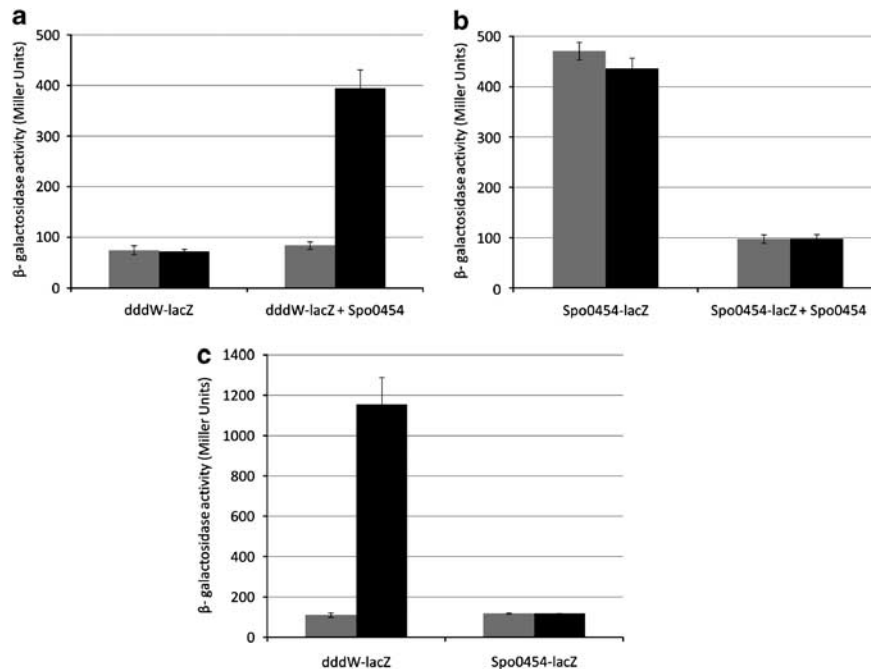 a
β- galactosidase activity (Miller Units)
500
400
300
200
100
0
dddW-lacZ
dddW-lacZ + Spo0454
b
β- galactosidase activity (Miller Units)
500
400
300
200
100
0
Spo0454-lacZ
Spo0454-lacZ + Spo0454
c
β- galactosidase activity (Miller Units)
1400
1200
1000
800
600
400
200
0
dddW-lacZ
Spo0454-lacZ